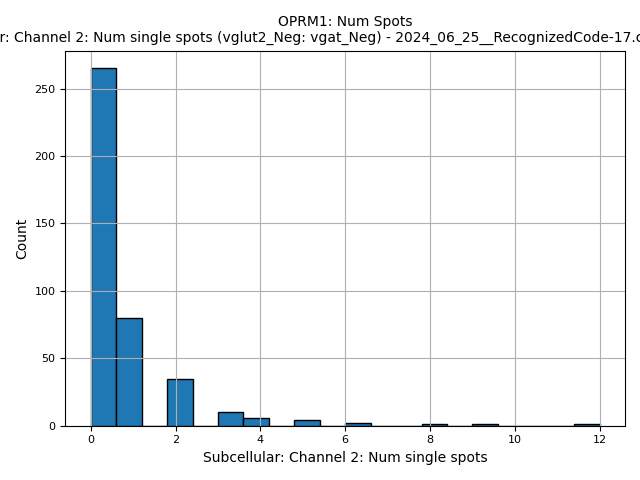 OPRM1: Num Spots
r: Channel 2: Num single spots (vglut2_Neg: vgat_Neg) - 2024_06_25__RecognizedCode-17.c
250
200
150
100
50
0
Count
0 2 4 6 8 10 12
Subcellular: Channel 2: Num single spots